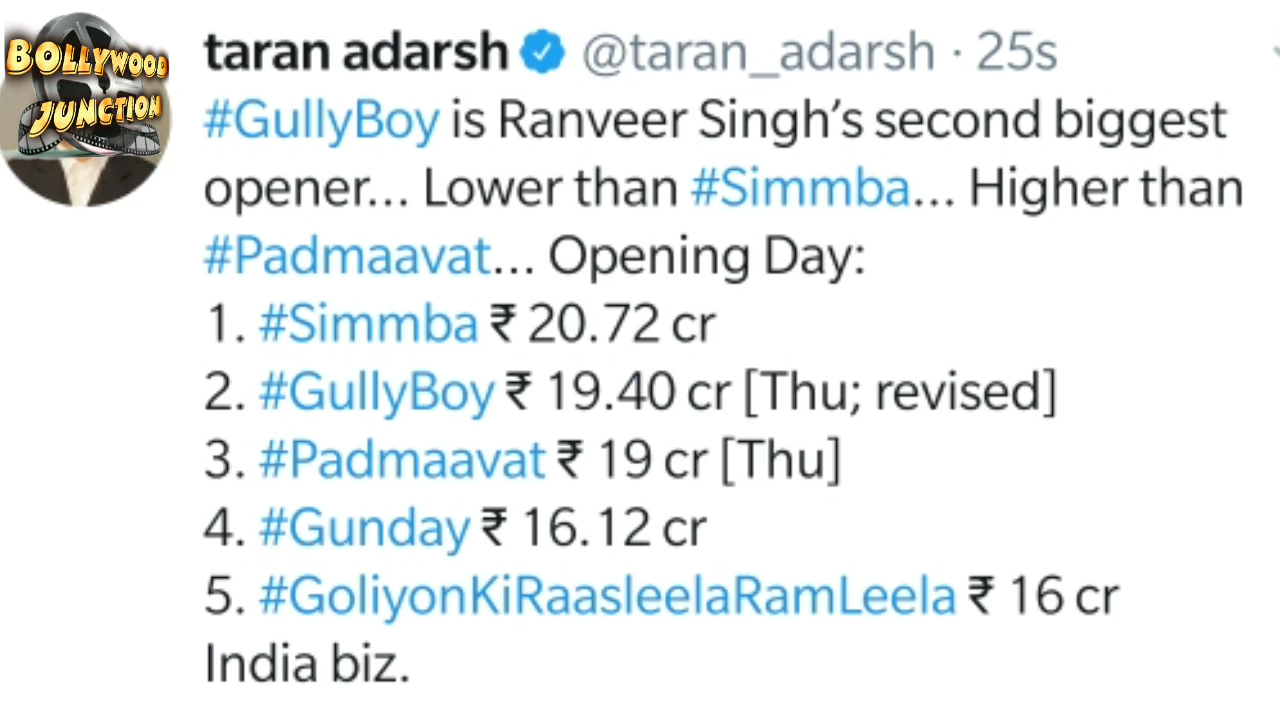 BOLLYWOOD
JUNCTION
taran adarsh @taran_adarsh · 25s
#GullyBoy is Ranveer Singh’s second biggest
opener... Lower than #Simmba... Higher than
#Padmaavat... Opening Day:
1. #Simmba ₹ 20.72 cr
2. #GullyBoy ₹ 19.40 cr [Thu; revised]
3. #Padmaavat ₹ 19 cr [Thu]
4. #Gunday ₹ 16.12 cr
5. #GoliyonKiRaasleelaRamLeela ₹ 16 cr
India biz.